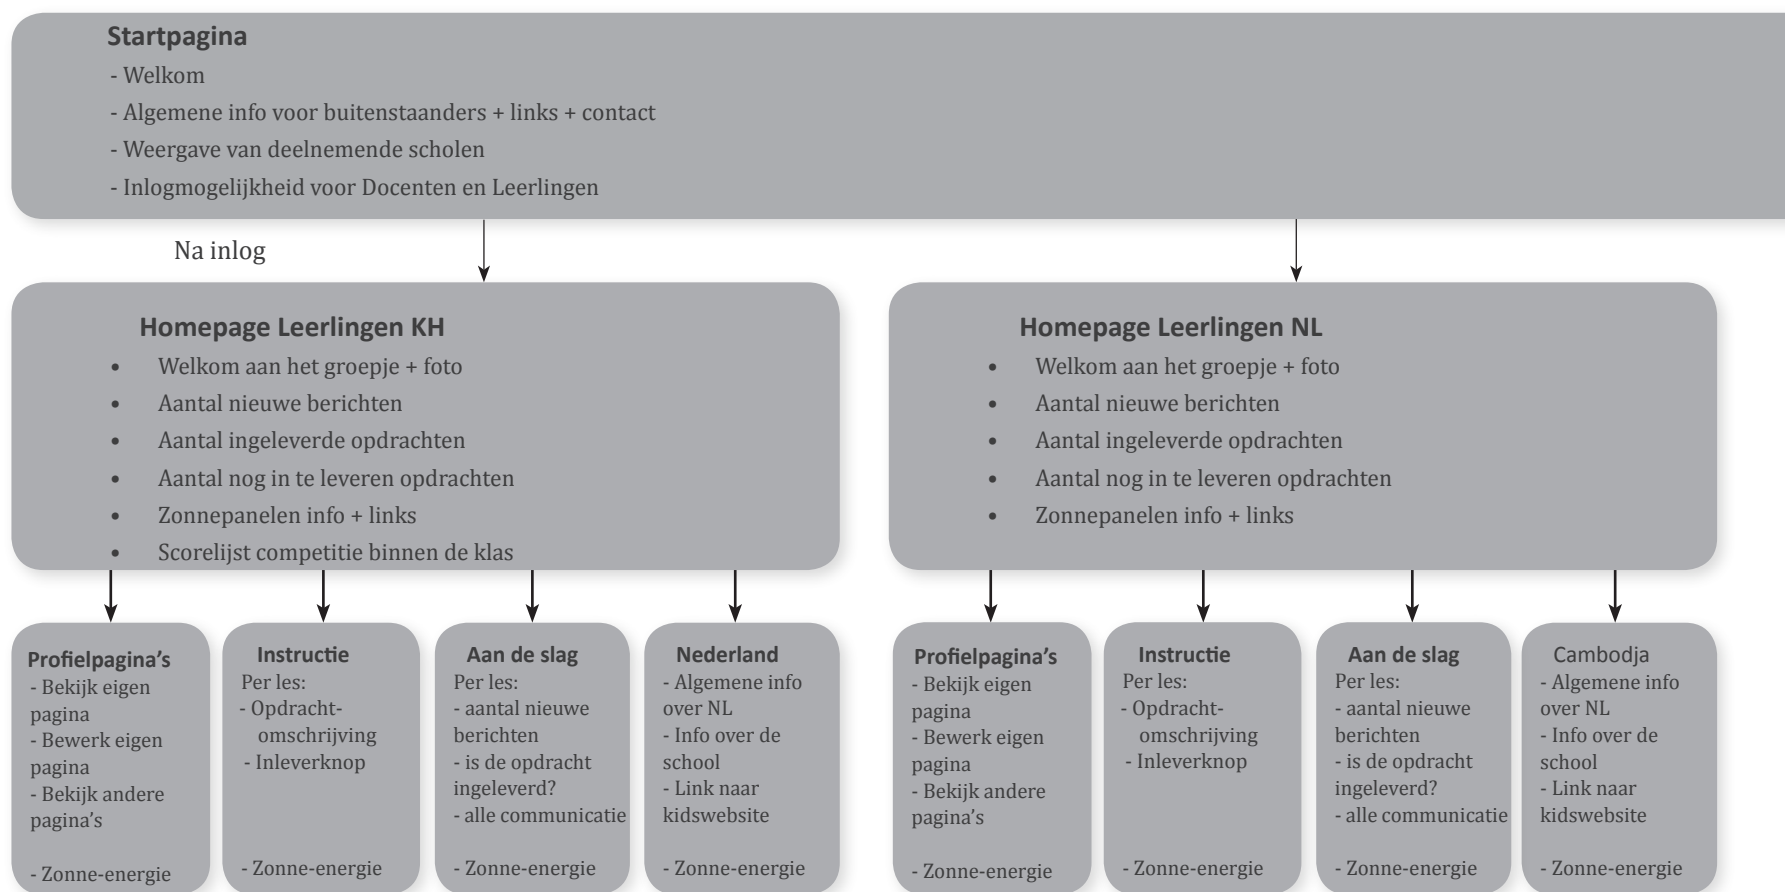 Startpagina
- Welkom
- Algemene info voor buitenstaanders + links + contact
- Weergave van deelnemende scholen
- Inlogmogelijkheid voor Docenten en Leerlingen
Na inlog
Homepage Leerlingen KH
• Welkom aan het groepje + foto
• Aantal nieuwe berichten
• Aantal ingeleverde opdrachten
• Aantal nog in te leveren opdrachten
• Zonnepanelen info + links
• Scorelijst competitie binnen de klas
Homepage Leerlingen NL
• Welkom aan het groepje + foto
• Aantal nieuwe berichten
• Aantal ingeleverde opdrachten
• Aantal nog in te leveren opdrachten
• Zonnepanelen info + links
Profielpagina's
- Bekijk eigen
pagina
- Bewerk eigen
pagina
- Bekijk andere
pagina's
- Zonne-energie
Instructie
Per les:
- Opdracht-
omschrijving
- Inleverknop
- Zonne-energie
Aan de slag
Per les:
- aantal nieuwe
berichten
- is de opdracht
ingeleverd?
- alle communicatie
- Zonne-energie
Nederland
- Algemene info
over NL
- Info over de
school
- Link naar
kidswebsite
- Zonne-energie
Profielpagina's
- Bekijk eigen
pagina
- Bewerk eigen
pagina
- Bekijk andere
pagina's
- Zonne-energie
Instructie
Per les:
- Opdracht-
omschrijving
- Inleverknop
- Zonne-energie
Aan de slag
Per les:
- aantal nieuwe
berichten
- is de opdracht
ingeleverd?
- alle communicatie
- Zonne-energie
Cambodja
- Algemene info
over NL
- Info over de
school
- Link naar
kidswebsite
- Zonne-energie